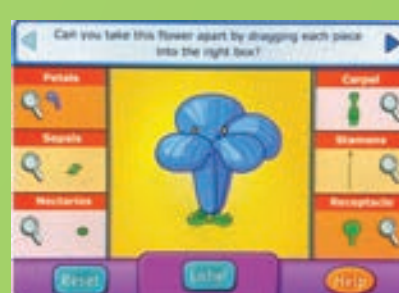 Can you take this flower apart by dragging each piece
into the right box?
Petals
Carpel
Sepals
Stamens
Nectaries
Receptacle
Reset
Label
Help